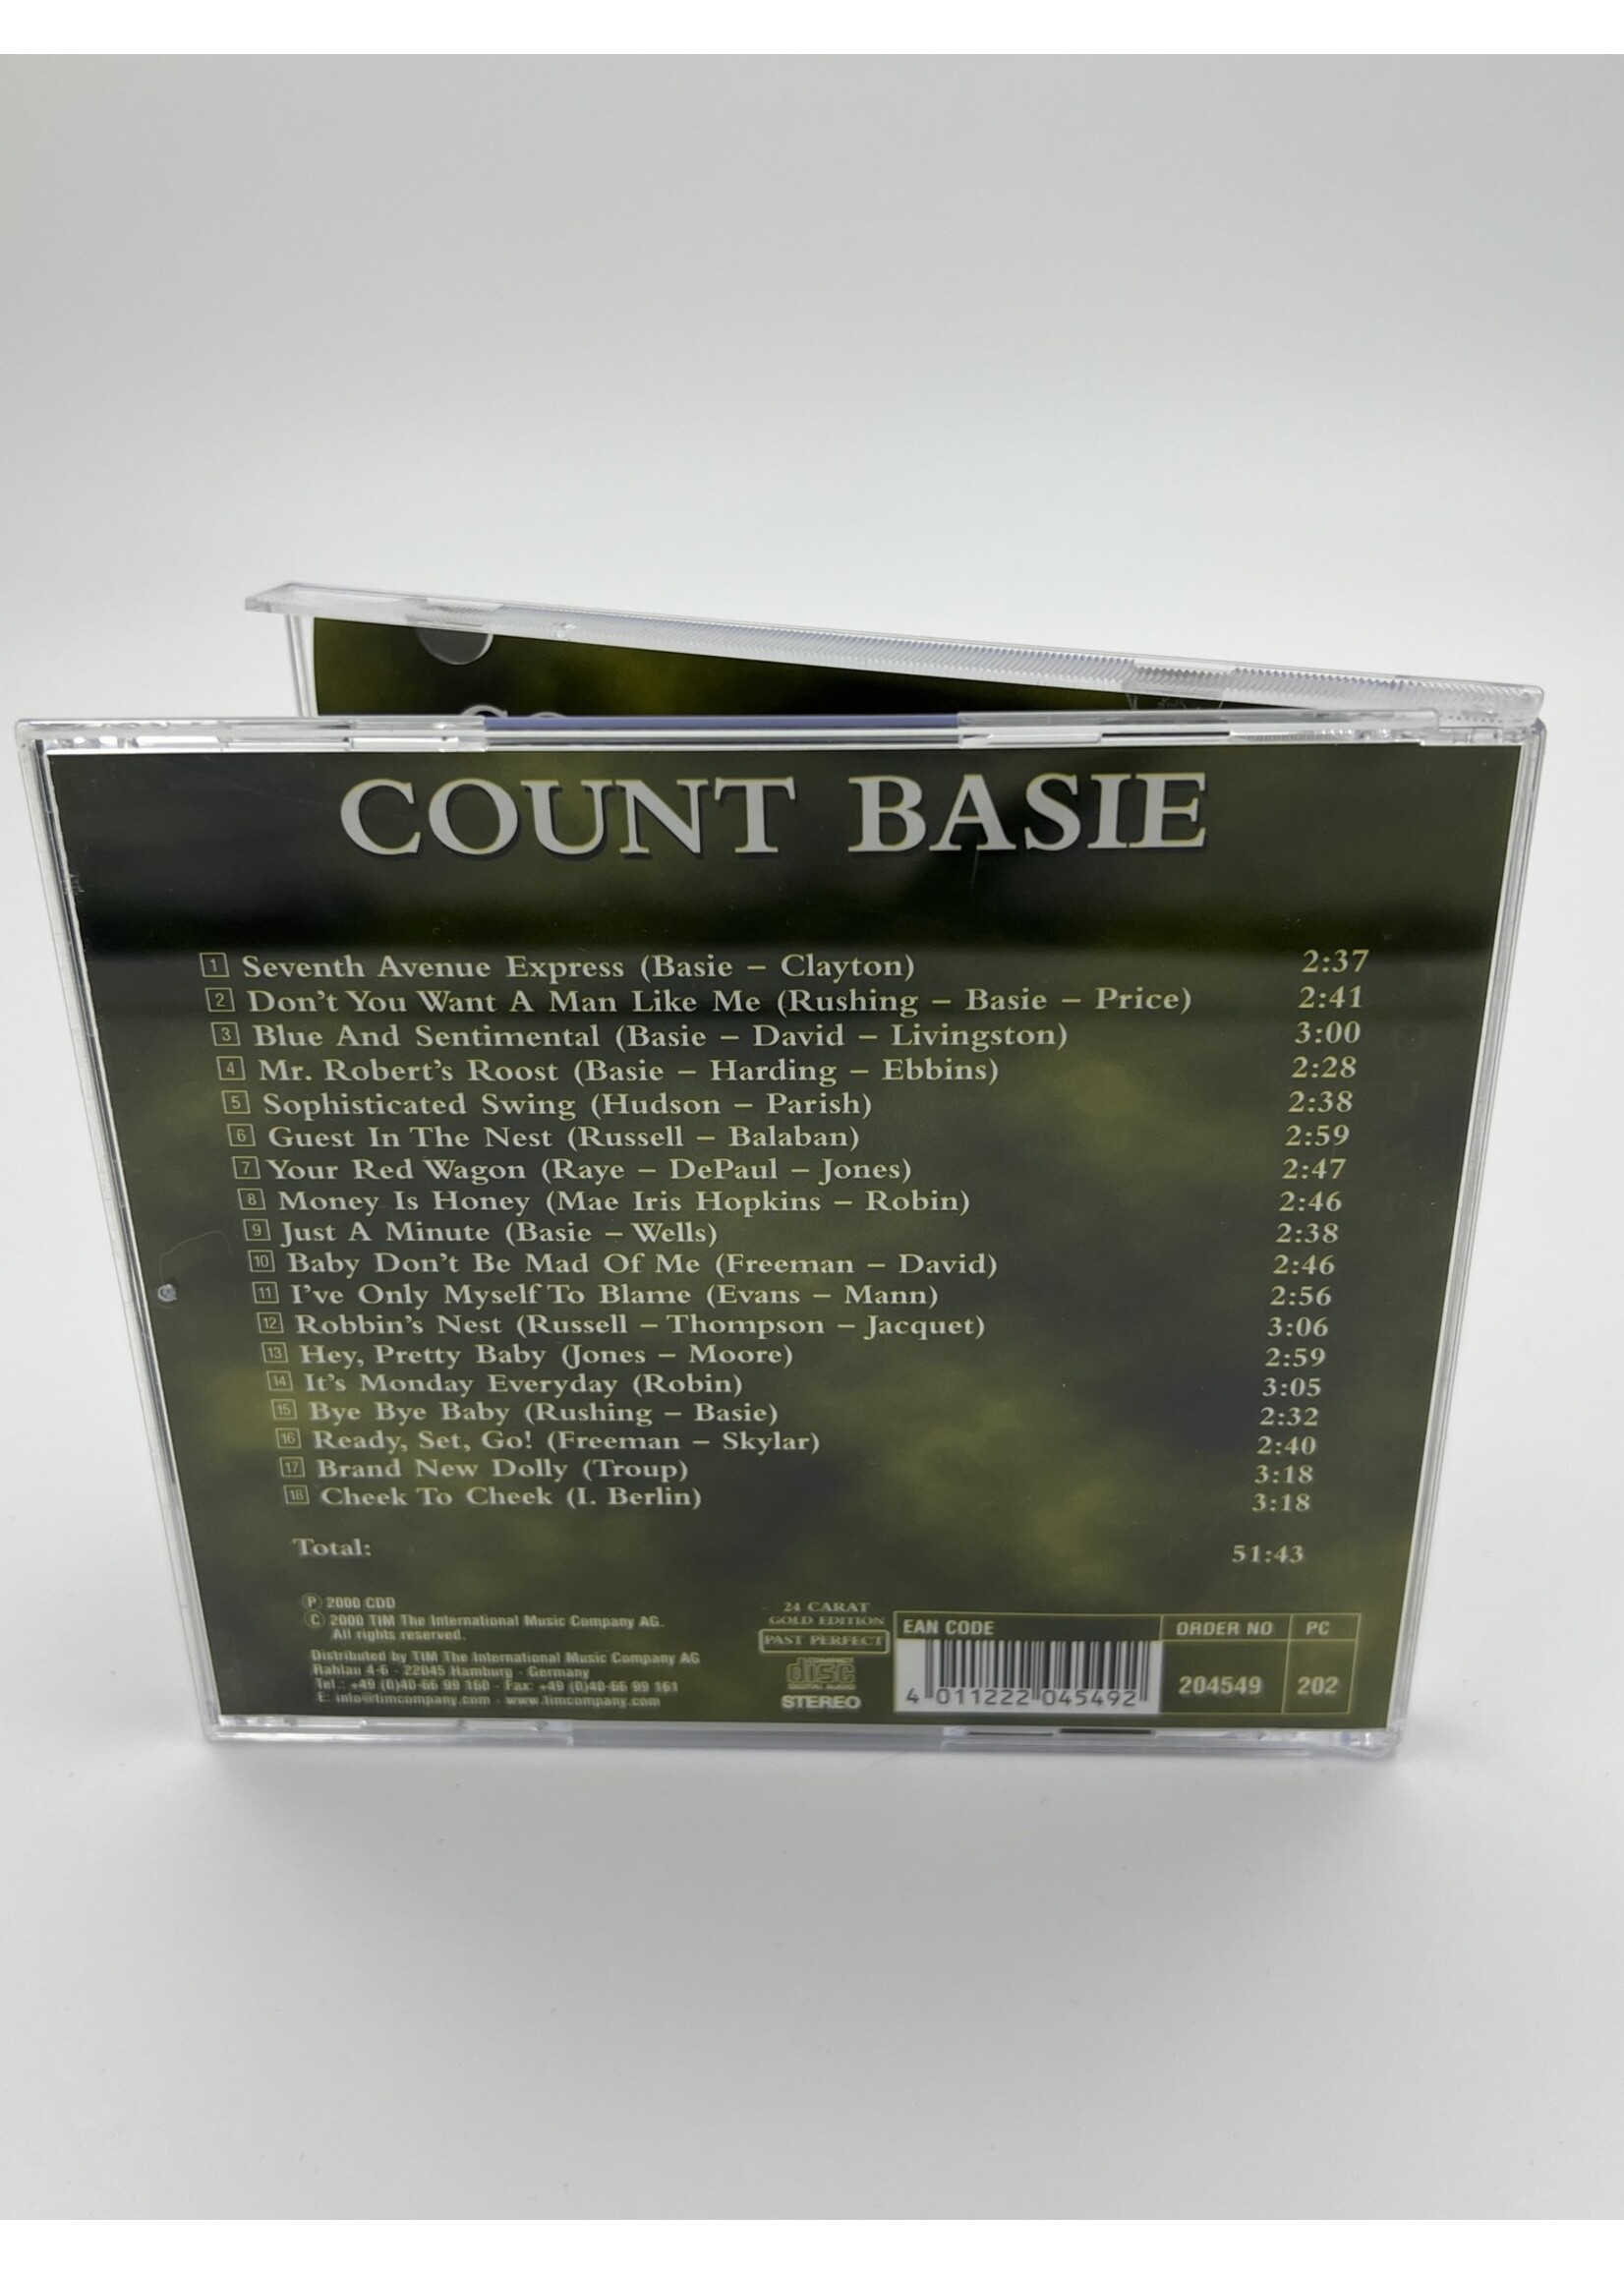 COUNT BASIE
1 Seventh Avenue Express (Basie – Clayton) 2:37
2 Don't You Want A Man Like Me (Rushing – Basie – Price) 2:41
3 Blue And Sentimental (Basie – David – Livingston) 3:00
4 Mr. Robert's Roost (Basie – Harding – Ebbins) 2:28
5 Sophisticated Swing (Hudson – Parish) 2:38
6 Guest In The Nest (Russell – Balaban) 2:59
7 Your Red Wagon (Raye – DePaul – Jones) 2:47
8 Money Is Honey (Mae Iris Hopkins – Robin) 2:46
9 Just A Minute (Basie – Wells) 2:38
10 Baby Don't Be Mad Of Me (Freeman – David) 2:46
11 I've Only Myself To Blame (Evans – Mann) 2:56
12 Robbin's Nest (Russell – Thompson – Jacquet) 3:06
13 Hey, Pretty Baby (Jones – Moore) 2:59
14 It's Monday Everyday (Robin) 3:05
15 Bye Bye Baby (Rushing – Basie) 2:32
16 Ready, Set, Go! (Freeman – Skylar) 2:40
17 Brand New Dolly (Troup) 3:18
18 Cheek To Cheek (I. Berlin) 3:18
Total: 51:43
℗ 2000 CDD
© 2000 TIM The International Music Company AG.
All rights reserved.
Distributed by TIM The International Music Company AG
Rahlau 4-6 - 22045 Hamburg - Germany
Tel.: +49 (0)40-66 99 160 - Fax: +49 (0)40-66 99 161
E: info@timcompany.com - www.timcompany.com
24 CARAT
GOLD EDITION
PAST PERFECT
COMPACT
disc
DIGITAL AUDIO
STEREO
EAN CODE ORDER NO PC
4 011222 045492 204549 202